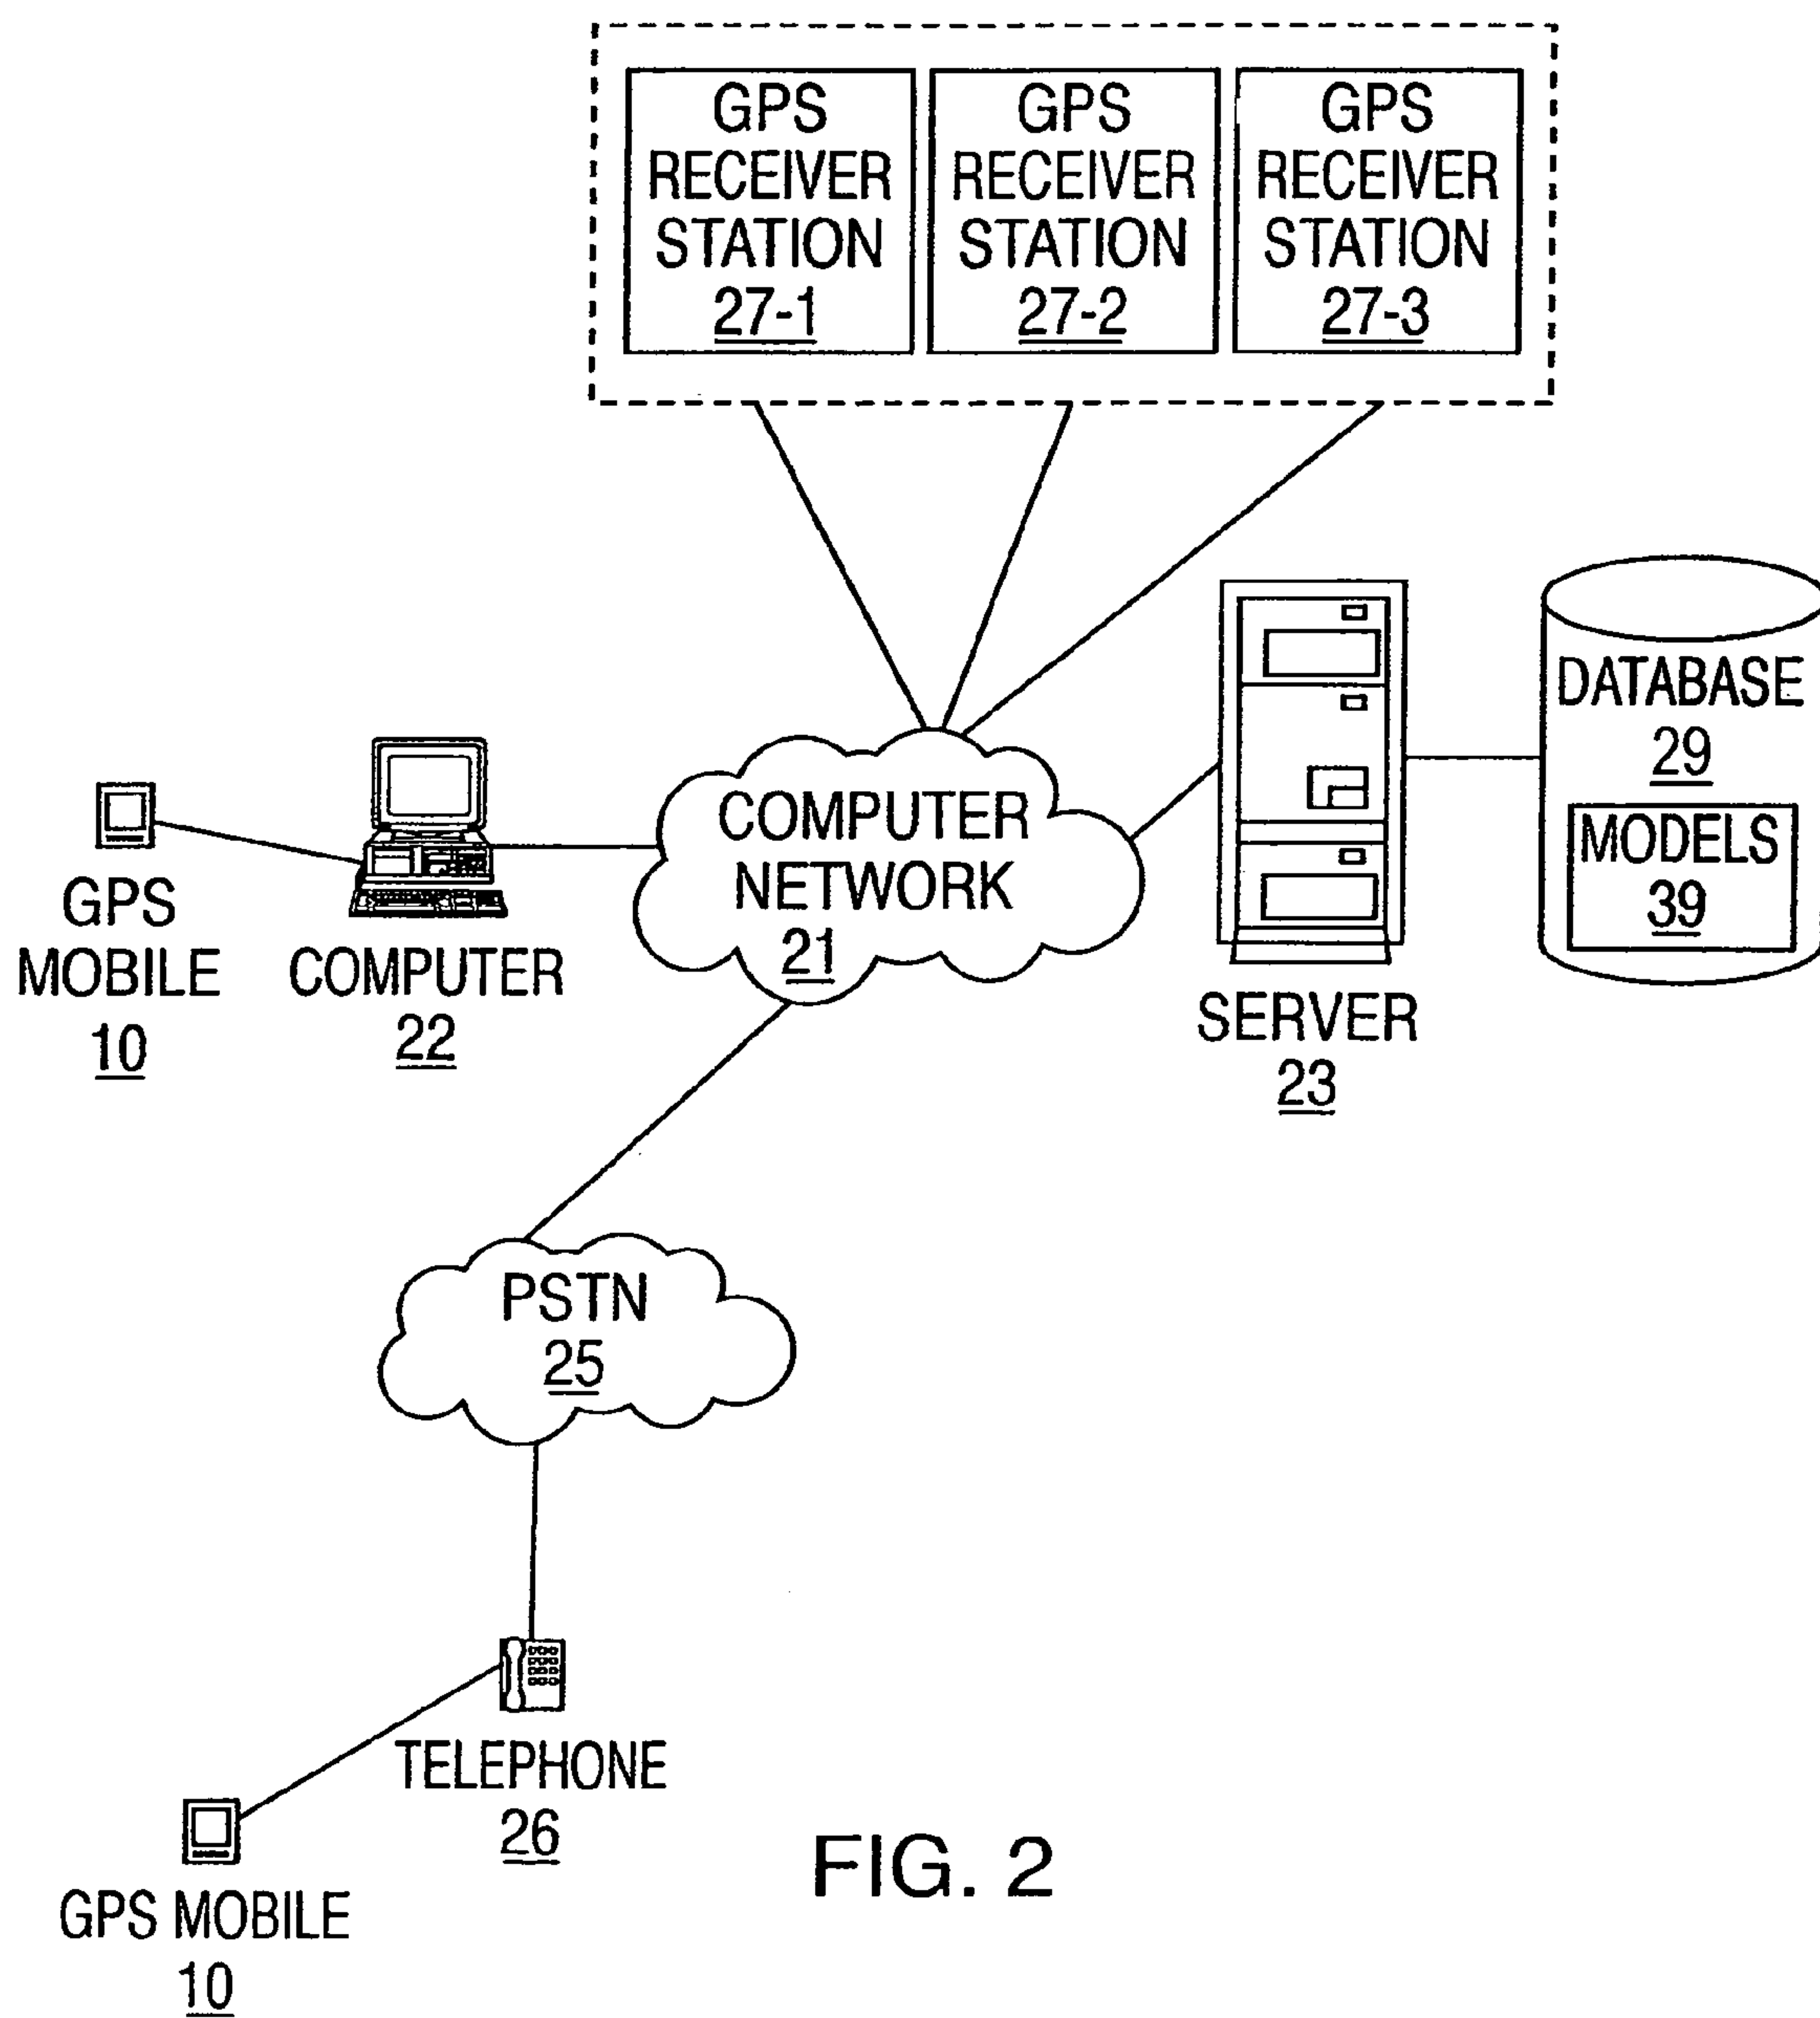 GPS
RECEIVER
STATION
27-1
GPS
RECEIVER
STATION
27-2
GPS
RECEIVER
STATION
27-3
DATABASE
29
MODELS
39
COMPUTER
NETWORK
21
GPS
MOBILE
10
COMPUTER
22
SERVER
23
PSTN
25
TELEPHONE
26
GPS MOBILE
10
FIG. 2